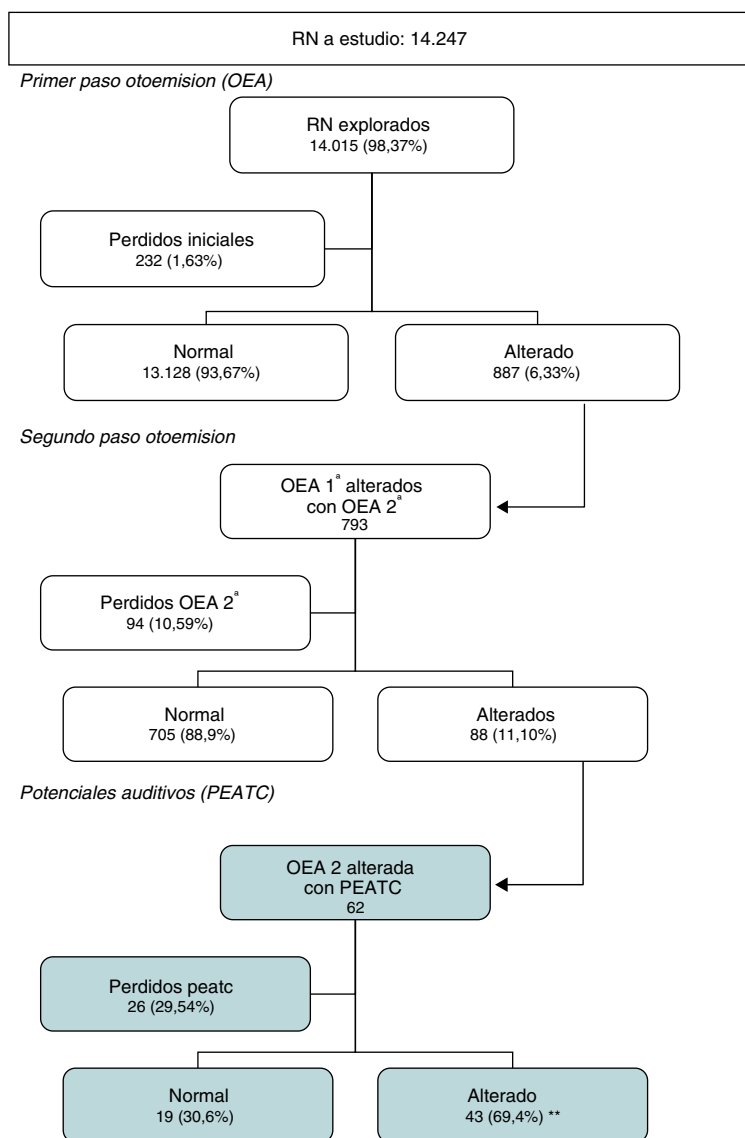 RN a estudio: 14.247
Primer paso otoemision (OEA)
RN explorados
14.015 (98,37%)
Perdidos iniciales
232 (1,63%)
Normal
13.128 (93,67%)
Alterado
887 (6,33%)
Segundo paso otoemision
OEA 1ª alterados
con OEA 2ª
793
Perdidos OEA 2ª
94 (10,59%)
Normal
705 (88,9%)
Alterados
88 (11,10%)
Potenciales auditivos (PEATC)
OEA 2 alterada
con PEATC
62
Perdidos peatc
26 (29,54%)
Normal
19 (30,6%)
Alterado
43 (69,4%) **